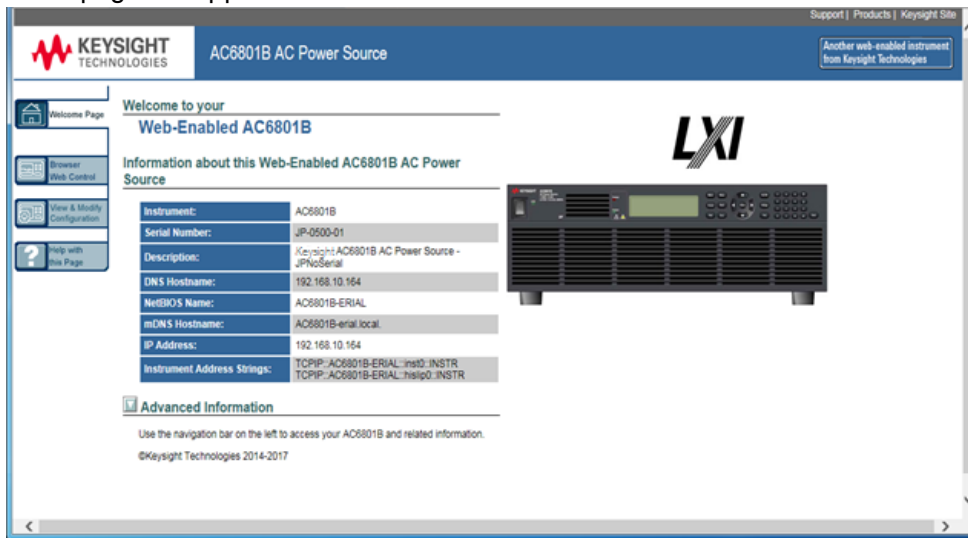 Support | Products | Keysight Site
KEYSIGHT
TECHNOLOGIES
AC6801B AC Power Source
Another web-enabled instrument
from Keysight Technologies
Welcome Page
Browser
Web Control
View & Modify
Configuration
Help with
this Page
Welcome to your
Web-Enabled AC6801B
Information about this Web-Enabled AC6801B AC Power
Source
Instrument: AC6801B
Serial Number: JP-0500-01
Description: Keysight AC6801B AC Power Source -
JPNoSerial
DNS Hostname: 192.168.10.164
NetBIOS Name: AC6801B-ERIAL
mDNS Hostname: AC6801B-erial.local.
IP Address: 192.168.10.164
Instrument Address Strings: TCPIP::AC6801B-ERIAL::inst0::INSTR
TCPIP::AC6801B-ERIAL::hislip0::INSTR
Advanced Information
Use the navigation bar on the left to access your AC6801B and related information.
©Keysight Technologies 2014-2017
LXI